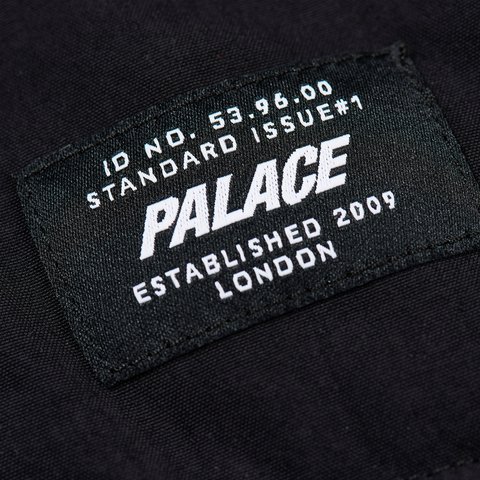 ID NO. 53.96.00
STANDARD ISSUE#1
PALACE
ESTABLISHED 2009
LONDON